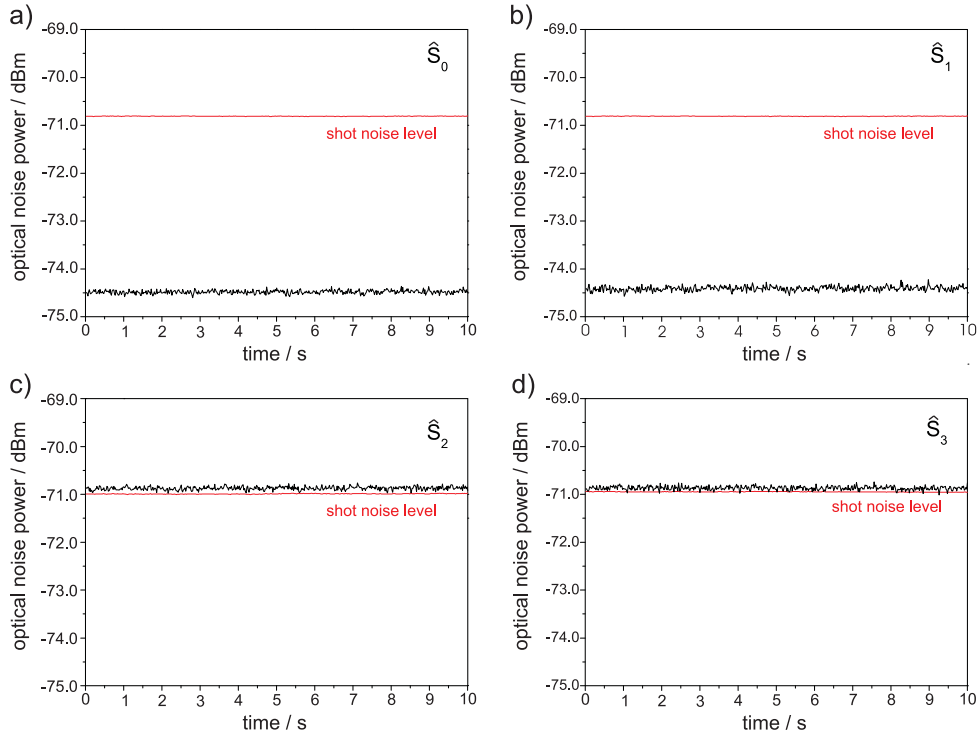 a)
optical noise power / dBm
-69.0
-70.0
-71.0
-72.0
-73.0
-74.0
-75.0
Ŝ0
shot noise level
0 1 2 3 4 5 6 7 8 9 10
time / s
b)
optical noise power / dBm
-69.0
-70.0
-71.0
-72.0
-73.0
-74.0
-75.0
Ŝ1
shot noise level
0 1 2 3 4 5 6 7 8 9 10
time / s
c)
optical noise power / dBm
-69.0
-70.0
-71.0
-72.0
-73.0
-74.0
-75.0
Ŝ2
shot noise level
0 1 2 3 4 5 6 7 8 9 10
time / s
d)
optical noise power / dBm
-69.0
-70.0
-71.0
-72.0
-73.0
-74.0
-75.0
Ŝ3
shot noise level
0 1 2 3 4 5 6 7 8 9 10
time / s